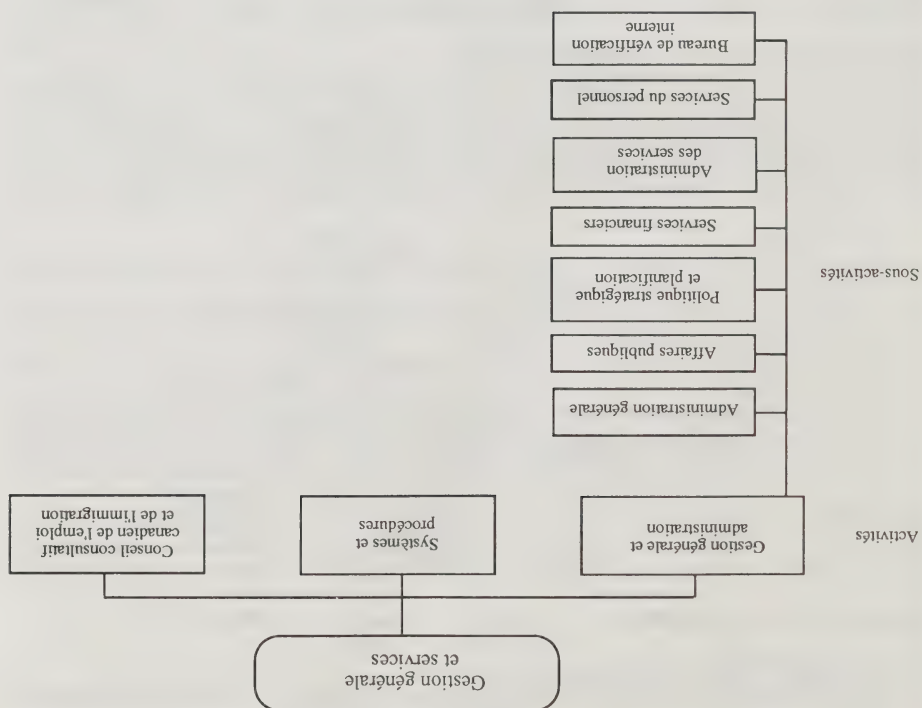 Gestion générale
et services
Activités
Gestion générale et
administration
Systèmes et
procédures
Conseil consultatif
canadien de l'emploi
et de l'immigration
Sous-activités
Administration générale
Affaires publiques
Politique stratégique
et planification
Services financiers
Administration
des services
Services du personnel
Bureau de vérification
interne